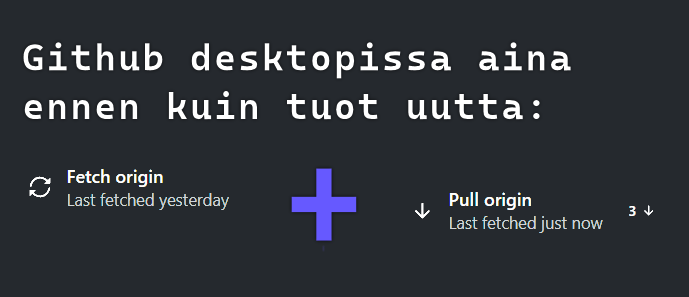 Github desktopissa aina
ennen kuin tuot uutta:
Fetch origin
Last fetched yesterday
Pull origin
Last fetched just now
3 ↓